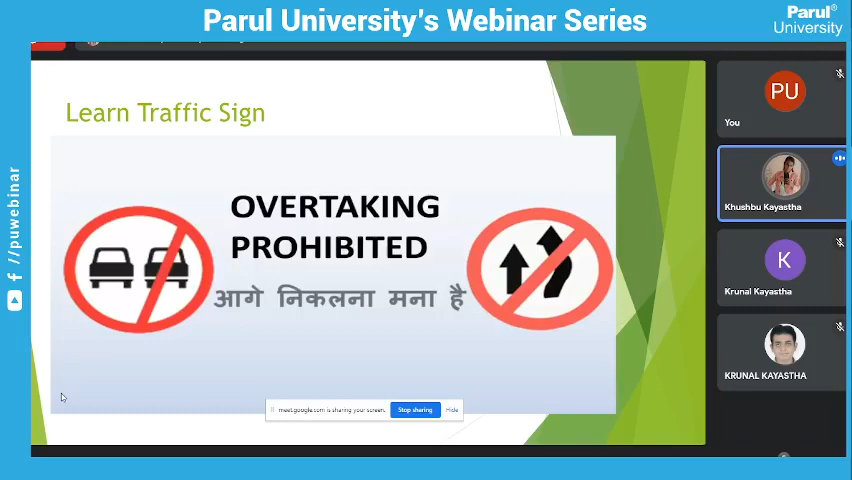 Parul University's Webinar Series
Parul®
University
Learn Traffic Sign
OVERTAKING
PROHIBITED
आगे निकलना मना है
meet.google.com is sharing your screen.
Stop sharing
Hide
PU
You
Khushbu Kayastha
K
Krunal Kayastha
KRUNAL KAYASTHA
/puwebinar